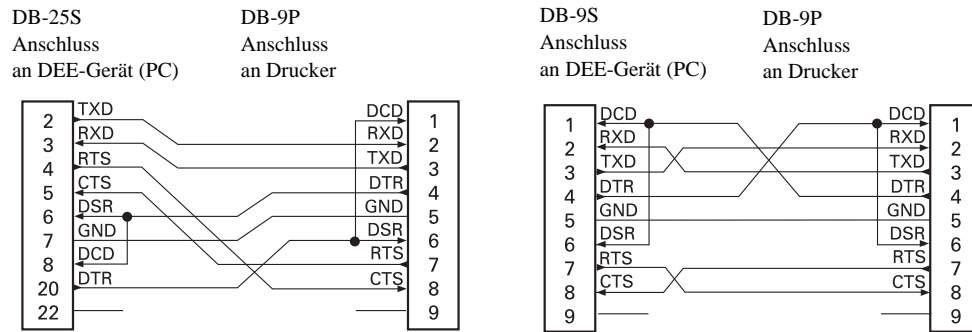 DB-25S
Anschluss
an DEE-Gerät (PC)
DB-9P
Anschluss
an Drucker
2 TXD
3 RXD
4 RTS
5 CTS
6 DSR
7 GND
8 DCD
20 DTR
22
DCD 1
RXD 2
TXD 3
DTR 4
GND 5
DSR 6
RTS 7
CTS 8
9
DB-9S
Anschluss
an DEE-Gerät (PC)
DB-9P
Anschluss
an Drucker
1 DCD
2 RXD
3 TXD
4 DTR
5 GND
6 DSR
7 RTS
8 CTS
9
DCD 1
RXD 2
TXD 3
DTR 4
GND 5
DSR 6
RTS 7
CTS 8
9